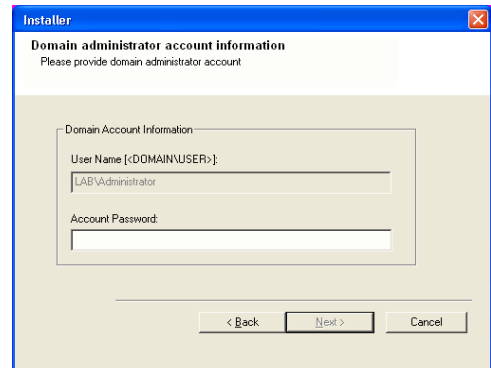 Installer
Domain administrator account information
Please provide domain administrator account
Domain Account Information
User Name [<DOMAIN\USER>]:
LAB\Administrator
Account Password:
< Back
Next >
Cancel